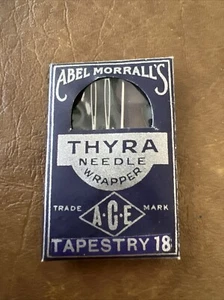 ABEL MORRALL'S
THYRA
NEEDLE
WRAPPER
TRADE A·C·E MARK
TAPESTRY 18